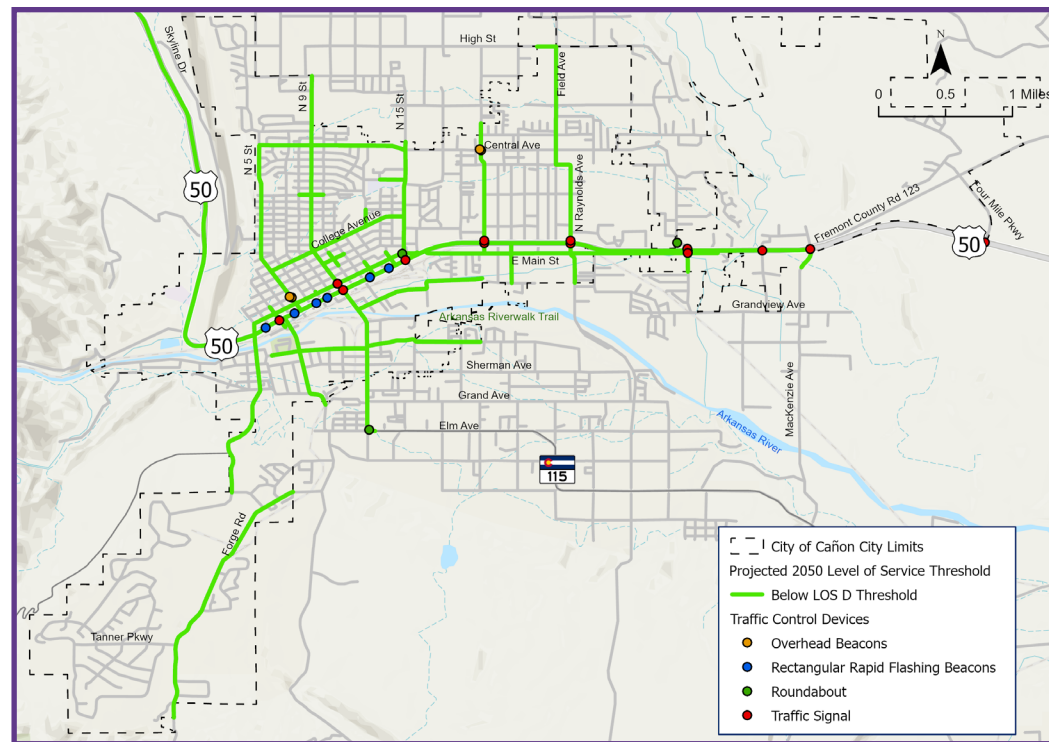 High St
Skyline Dr
Field Ave
N
0 0.5 1 Miles
N 9 St
N 15 St
N 5 St
Central Ave
50
N Raynolds Ave
Four Mile Pkwy
Fremont County Rd 123
College Avenue
50
E Main St
Grandview Ave
Arkansas Riverwalk Trail
50
Sherman Ave
MacKenzie Ave
Grand Ave
Arkansas River
Elm Ave
115
Forge Rd
Tanner Pkwy
City of Cañon City Limits
Projected 2050 Level of Service Threshold
Below LOS D Threshold
Traffic Control Devices
Overhead Beacons
Rectangular Rapid Flashing Beacons
Roundabout
Traffic Signal